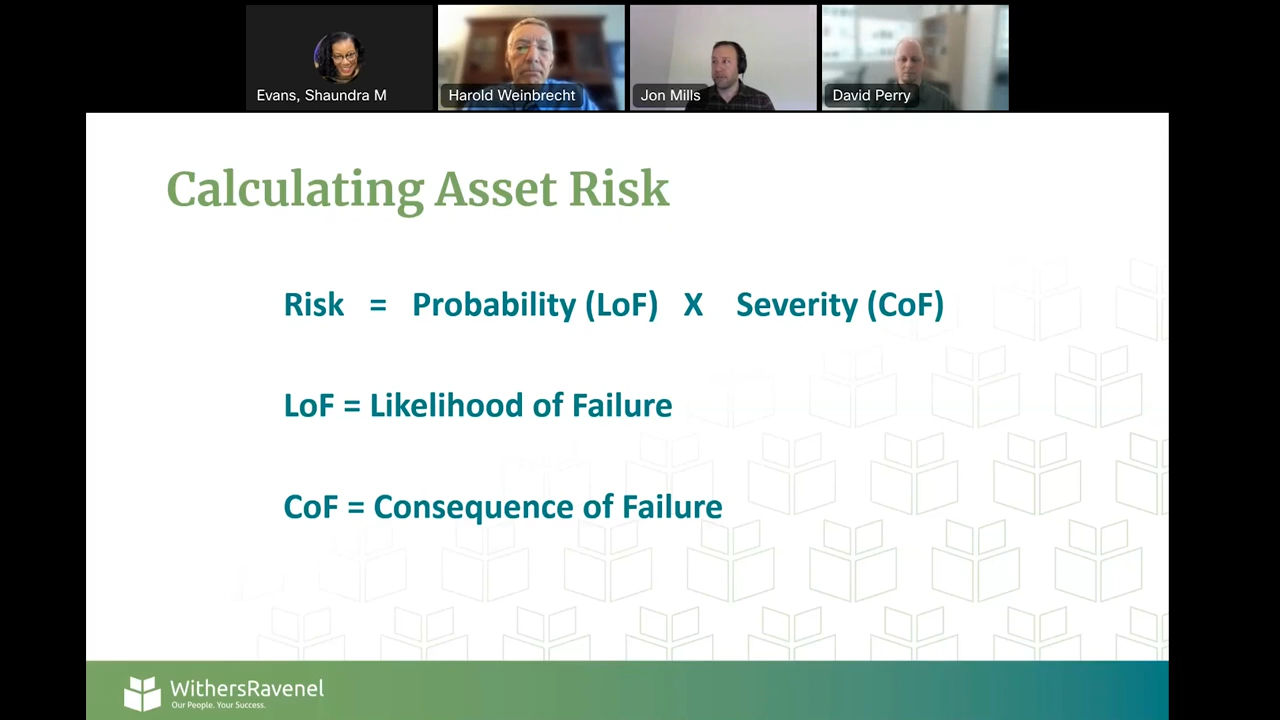 Evans, Shaundra M
Harold Weinbrecht
Jon Mills
David Perry
Calculating Asset Risk
Risk = Probability (LoF) X Severity (CoF)
LoF = Likelihood of Failure
CoF = Consequence of Failure
WithersRavenel
Our People. Your Success.